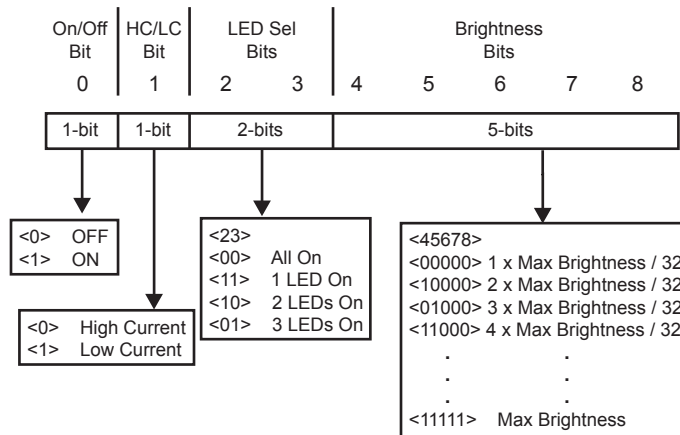 On/Off Bit
HC/LC Bit
LED Sel Bits
Brightness Bits
0 1 2 3 4 5 6 7 8
1-bit 1-bit 2-bits 5-bits
<0> OFF
<1> ON
<0> High Current
<1> Low Current
<23>
<00> All On
<11> 1 LED On
<10> 2 LEDs On
<01> 3 LEDs On
<45678>
<00000> 1 x Max Brightness / 32
<10000> 2 x Max Brightness / 32
<01000> 3 x Max Brightness / 32
<11000> 4 x Max Brightness / 32
. .
. .
. .
<11111> Max Brightness